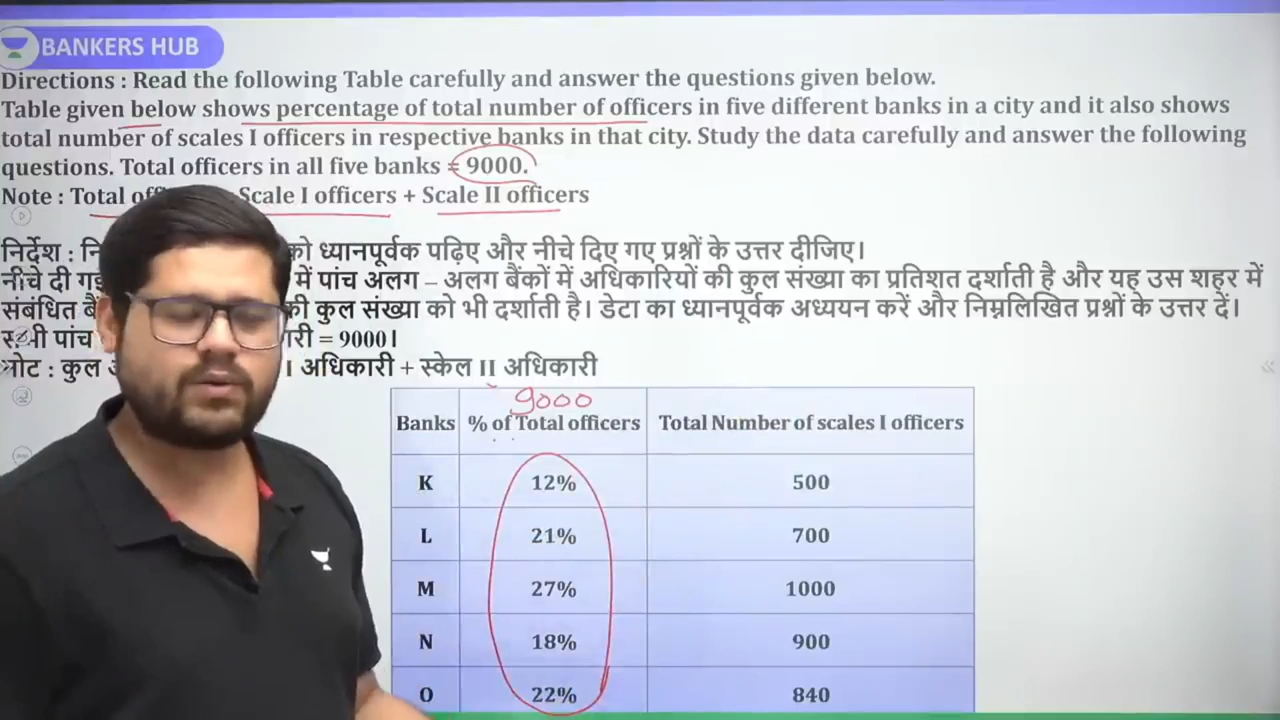 BANKERS HUB
Directions : Read the following Table carefully and answer the questions given below.
Table given below shows percentage of total number of officers in five different banks in a city and it also shows
total number of scales I officers in respective banks in that city. Study the data carefully and answer the following
questions. Total officers in all five banks = 9000.
Note : Total Scale I officers + Scale II officers
निर्देश : को ध्यानपूर्वक पढ़िए और नीचे दिए गए प्रश्नों के उत्तर दीजिए।
नीचे दी में पांच अलग – अलग बैंकों में अधिकारियों की कुल संख्या का प्रतिशत दर्शाती है और यह उस शहर में
संबंधित की कुल संख्या को भी दर्शाती है। डेटा का ध्यानपूर्वक अध्ययन करें और निम्नलिखित प्रश्नों के उत्तर दें।
पांच = 9000।
नोट : कुल I अधिकारी + स्केल II अधिकारी
9000
Banks % of Total officers Total Number of scales I officers
K 12% 500
L 21% 700
M 27% 1000
N 18% 900
O 22% 840